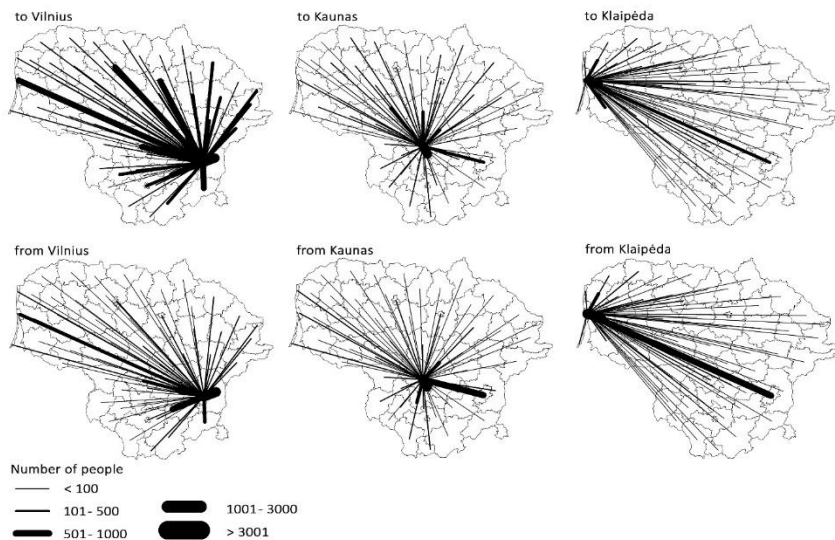 to Vilnius
to Kaunas
to Klaipėda
from Vilnius
from Kaunas
from Klaipėda
Number of people
< 100
101- 500
501- 1000
1001- 3000
> 3001